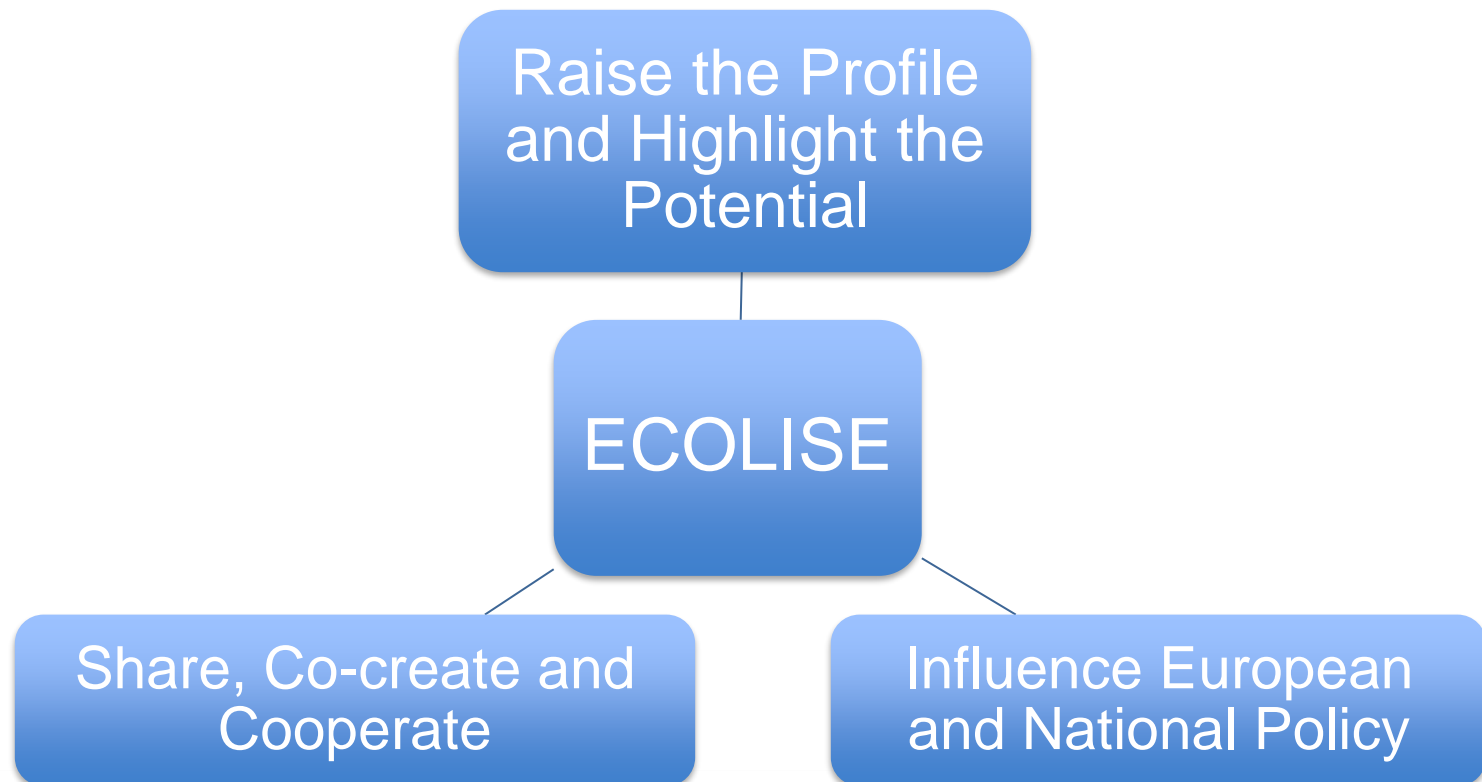 Raise the Profile
and Highlight the
Potential
ECOLISE
Share, Co-create and
Cooperate
Influence European
and National Policy